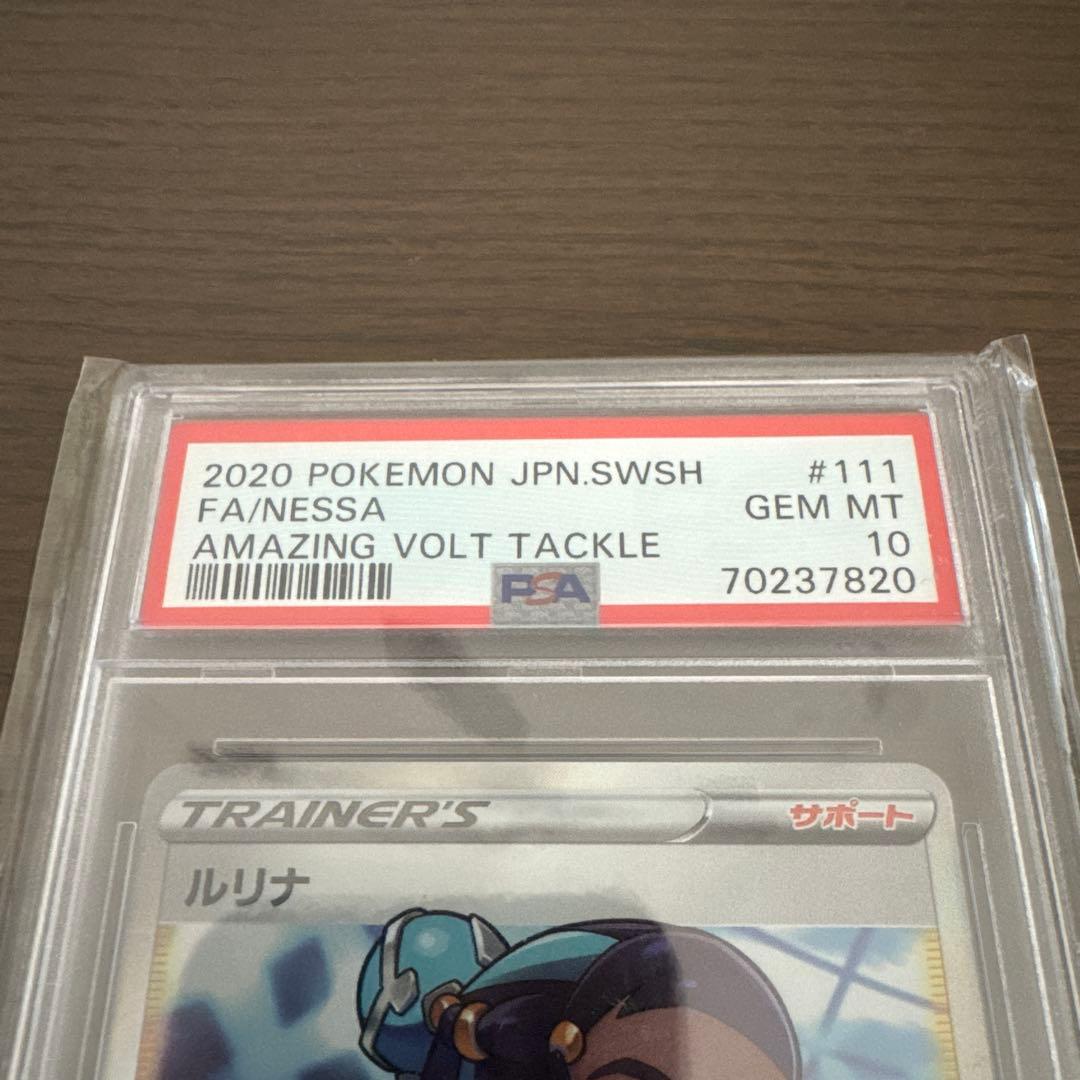 2020 POKEMON JPN.SWSH #111
FA/NESSA GEM MT
AMAZING VOLT TACKLE 10
PSA 70237820
TRAINER'S サポート
ルリナ